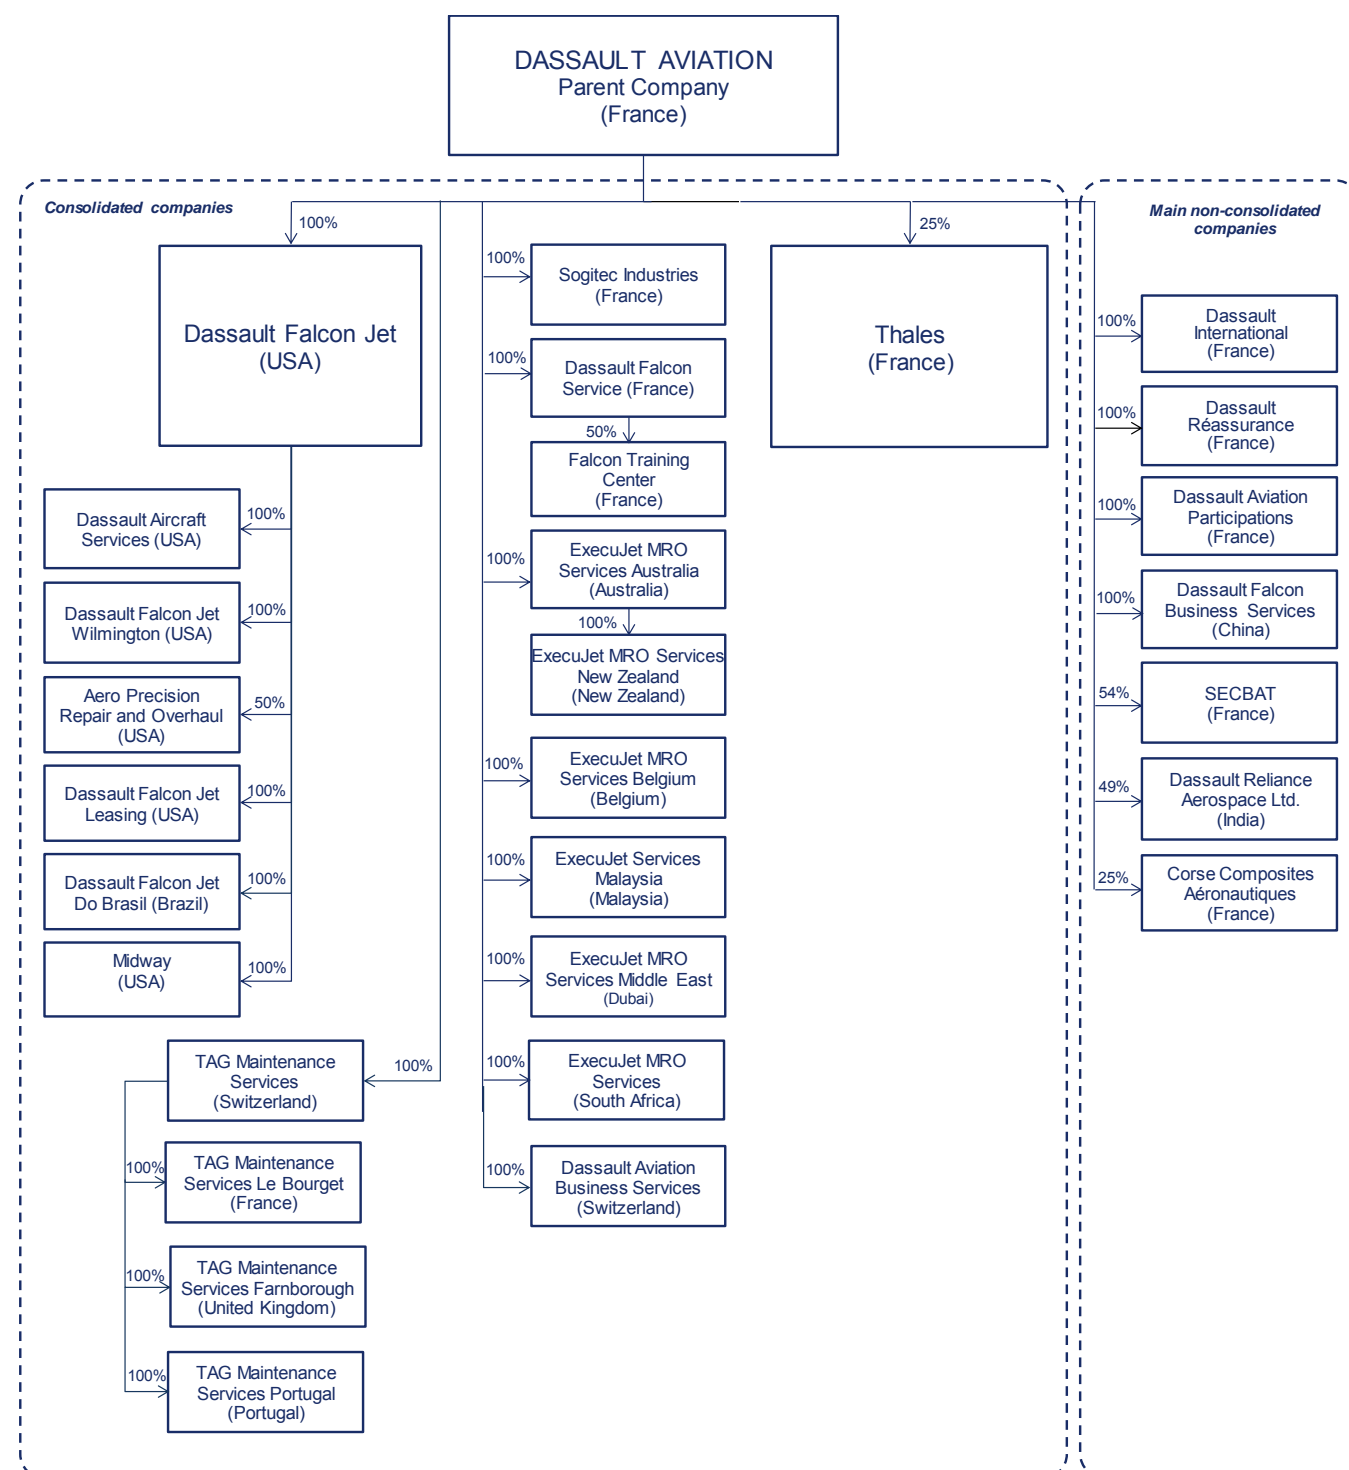 DASSAULT AVIATION
Parent Company
(France)
Consolidated companies
Main non-consolidated
companies
100%
Dassault Falcon Jet
(USA)
100%
Dassault Aircraft
Services (USA)
100%
Dassault Falcon Jet
Wilmington (USA)
50%
Aero Precision
Repair and Overhaul
(USA)
100%
Dassault Falcon Jet
Leasing (USA)
100%
Dassault Falcon Jet
Do Brasil (Brazil)
100%
Midway
(USA)
100%
TAG Maintenance
Services
(Switzerland)
100%
TAG Maintenance
Services Le Bourget
(France)
100%
TAG Maintenance
Services Farnborough
(United Kingdom)
100%
TAG Maintenance
Services Portugal
(Portugal)
100%
Sogitec Industries
(France)
100%
Dassault Falcon
Service (France)
50%
Falcon Training
Center
(France)
100%
ExecuJet MRO
Services Australia
(Australia)
100%
ExecuJet MRO Services
New Zealand
(New Zealand)
100%
ExecuJet MRO
Services Belgium
(Belgium)
100%
ExecuJet Services
Malaysia
(Malaysia)
100%
ExecuJet MRO
Services Middle East
(Dubai)
100%
ExecuJet MRO
Services
(South Africa)
100%
Dassault Aviation
Business Services
(Switzerland)
25%
Thales
(France)
100%
Dassault
International
(France)
100%
Dassault
Réassurance
(France)
100%
Dassault Aviation
Participations
(France)
100%
Dassault Falcon
Business Services
(China)
54%
SECBAT
(France)
49%
Dassault Reliance
Aerospace Ltd.
(India)
25%
Corse Composites
Aéronautiques
(France)